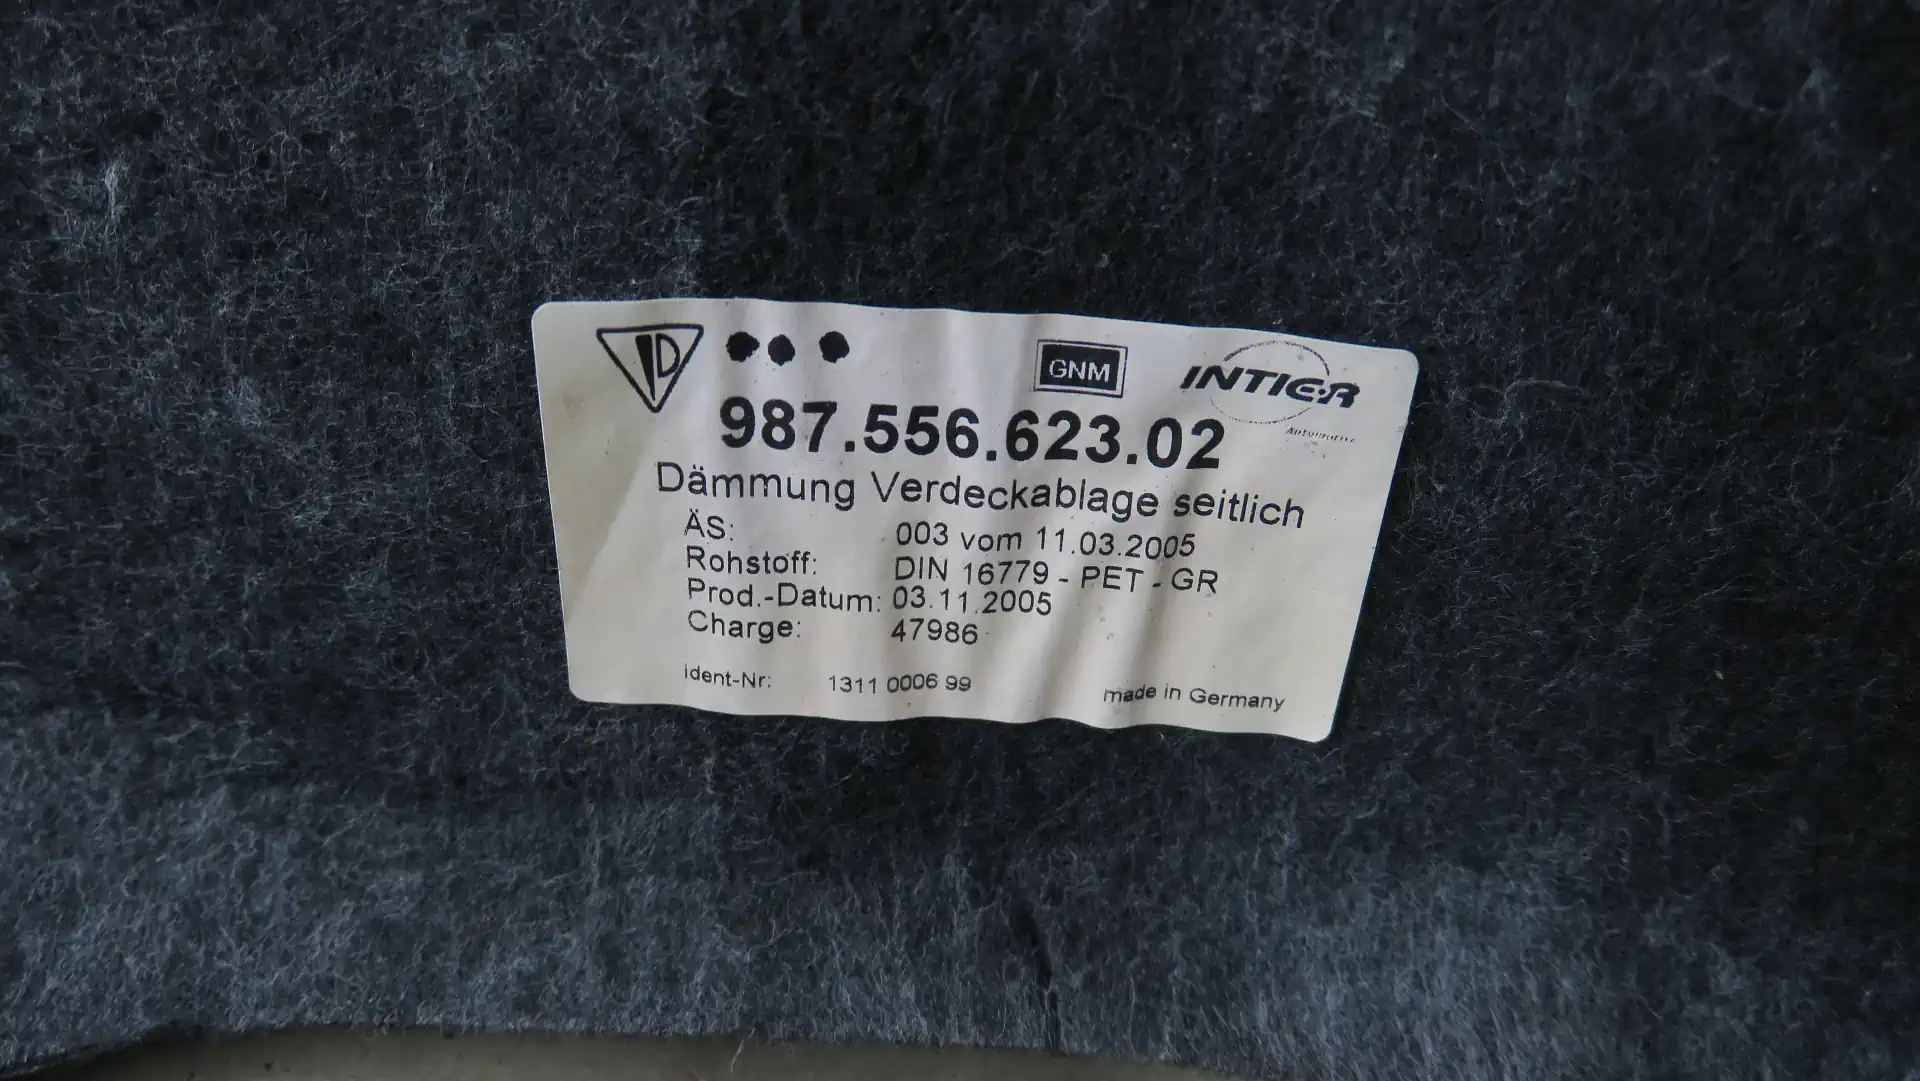 GNM
INTIER
Automotive
987.556.623.02
Dämmung Verdeckablage seitlich
ÄS: 003 vom 11.03.2005
Rohstoff: DIN 16779 - PET - GR
Prod.-Datum: 03.11.2005
Charge: 47986
Ident-Nr: 1311 0006 99
made in Germany